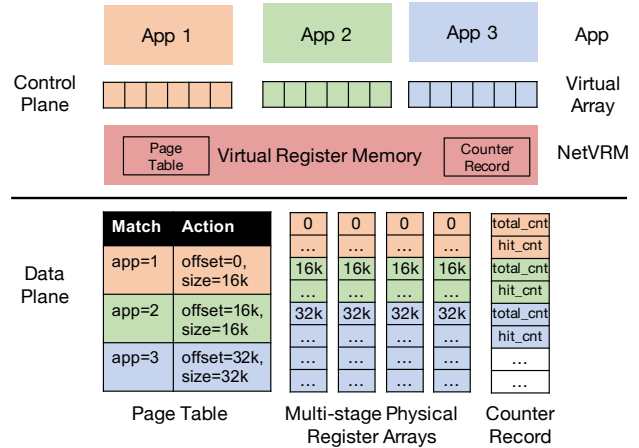 App 1 App 2 App 3 App
Control
Plane
Virtual
Array
Page
Table
Virtual Register Memory
Counter
Record
NetVRM
Data
Plane
Match Action
app=1 offset=0,
size=16k
app=2 offset=16k,
size=16k
app=3 offset=32k,
size=32k
0 0 0 0
... ... ... ...
16k 16k 16k 16k
... ... ... ...
32k 32k 32k 32k
... ... ... ...
... ... ... ...
... ... ... ...
total_cnt
hit_cnt
total_cnt
hit_cnt
total_cnt
hit_cnt
...
...
Page Table
Multi-stage Physical
Register Arrays
Counter
Record